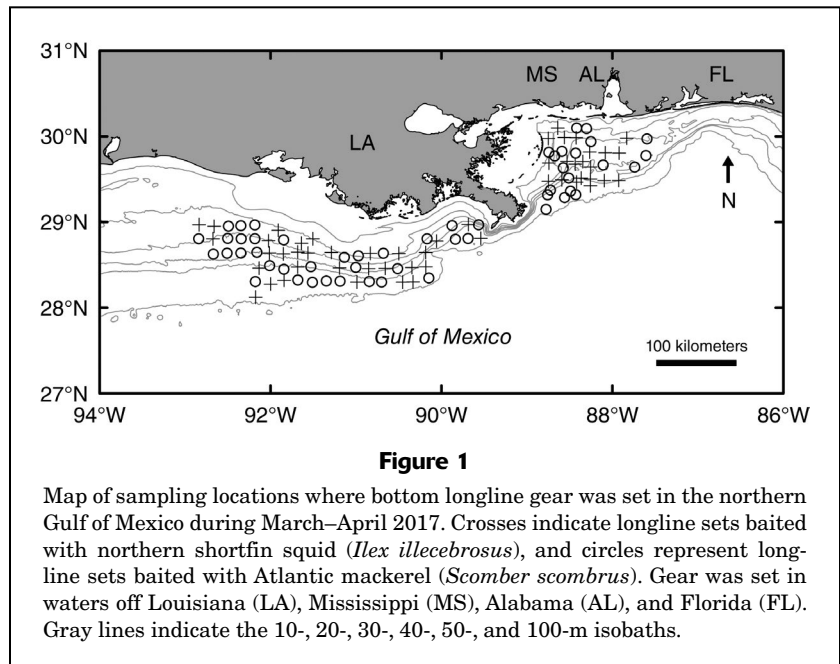 31°N
MS AL FL
30°N
LA
N
29°N
28°N
Gulf of Mexico
100 kilometers
27°N
94°W 92°W 90°W 88°W 86°W
Figure 1
Map of sampling locations where bottom longline gear was set in the northern
Gulf of Mexico during March–April 2017. Crosses indicate longline sets baited
with northern shortfin squid (Ilex illecebrosus), and circles represent long-
line sets baited with Atlantic mackerel (Scomber scombrus). Gear was set in
waters off Louisiana (LA), Mississippi (MS), Alabama (AL), and Florida (FL).
Gray lines indicate the 10-, 20-, 30-, 40-, 50-, and 100-m isobaths.